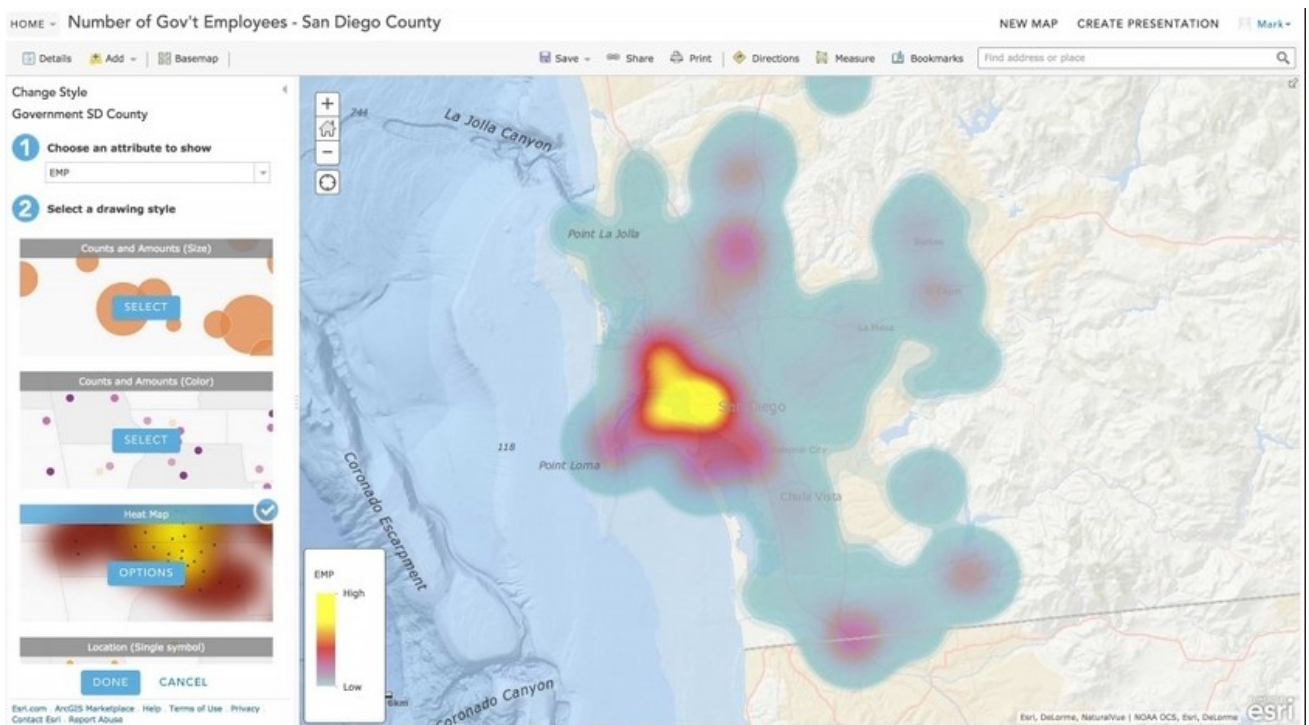 HOME Number of Gov't Employees - San Diego County
NEW MAP CREATE PRESENTATION Mark
Details Add Basemap
Save Share Print Directions Measure Bookmarks Find address or place
Change Style
Government SD County
1 Choose an attribute to show
EMP
2 Select a drawing style
Counts and Amounts (Size)
SELECT
Counts and Amounts (Color)
SELECT
Heat Map
OPTIONS
Location (Single symbol)
DONE CANCEL
Esri.com . ArcGIS Marketplace . Help . Terms of Use . Privacy
Contact Esri . Report Abuse
744
La Jolla Canyon
Point La Jolla
La Mesa
San Diego
118
Point Loma
Chula Vista
Coronado Escarpment
Coronado Canyon
EMP
High
Low
Esri, DeLorme, NaturalVue | NOAA OCS, Esri, DeLorme
esri